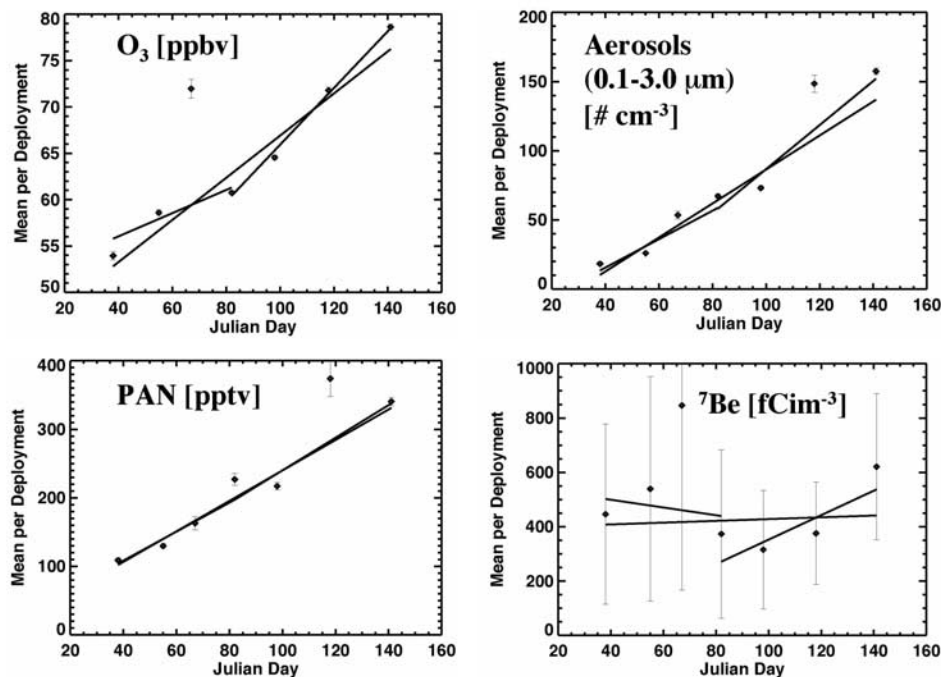 O₃ [ppbv]
Mean per Deployment
80
75
70
65
60
55
50
20 40 60 80 100 120 140 160
Julian Day
Aerosols
(0.1-3.0 μm)
[# cm⁻³]
Mean per Deployment
200
150
100
50
0
20 40 60 80 100 120 140 160
Julian Day
PAN [pptv]
Mean per Deployment
400
300
200
100
0
20 40 60 80 100 120 140 160
Julian Day
⁷Be [fCim⁻³]
Mean per Deployment
1000
800
600
400
200
0
20 40 60 80 100 120 140 160
Julian Day